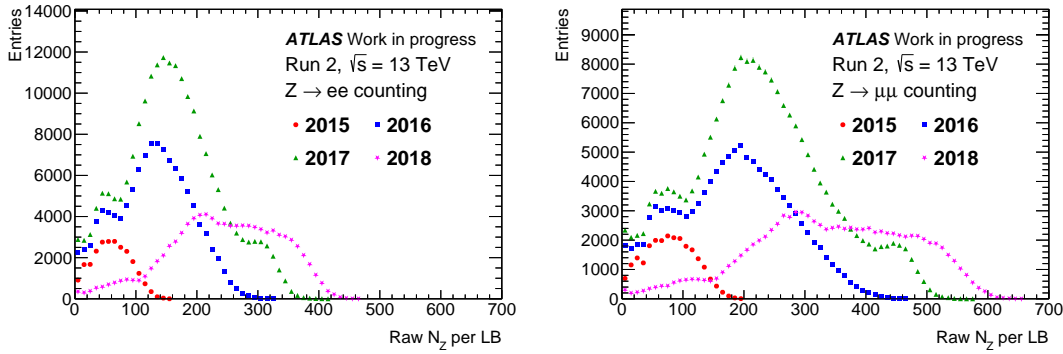 Entries
14000
12000
10000
8000
6000
4000
2000
0
ATLAS Work in progress
Run 2, √s = 13 TeV
Z → ee counting
2015 2016
2017 2018
0 100 200 300 400 500 600 700
Raw N_Z per LB
Entries
9000
8000
7000
6000
5000
4000
3000
2000
1000
0
ATLAS Work in progress
Run 2, √s = 13 TeV
Z → μμ counting
2015 2016
2017 2018
0 100 200 300 400 500 600 700
Raw N_Z per LB